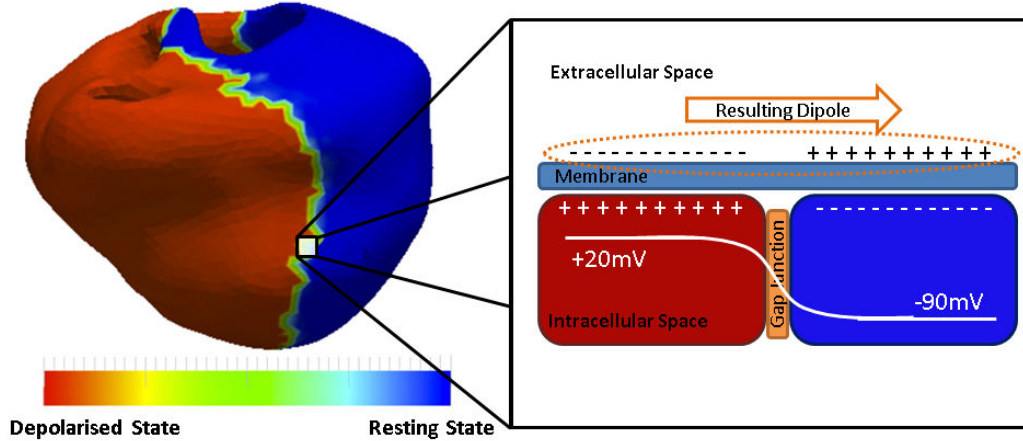 Extracellular Space
Resulting Dipole
- - - - - - - - - - - - - + + + + + + + + + +
Membrane
+ + + + + + + + + + - - - - - - - - - - - - -
+20mV
Gap Junction
-90mV
Intracellular Space
Depolarised State Resting State